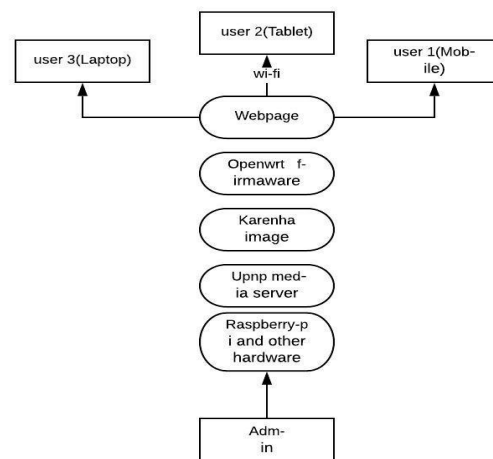 user 2(Tablet)
user 3(Laptop)
user 1(Mob-
ile)
wi-fi
Webpage
Openwrt f-
irmaware
Karenha
image
Upnp med-
ia server
Raspberry-p
i and other
hardware
Adm-
in